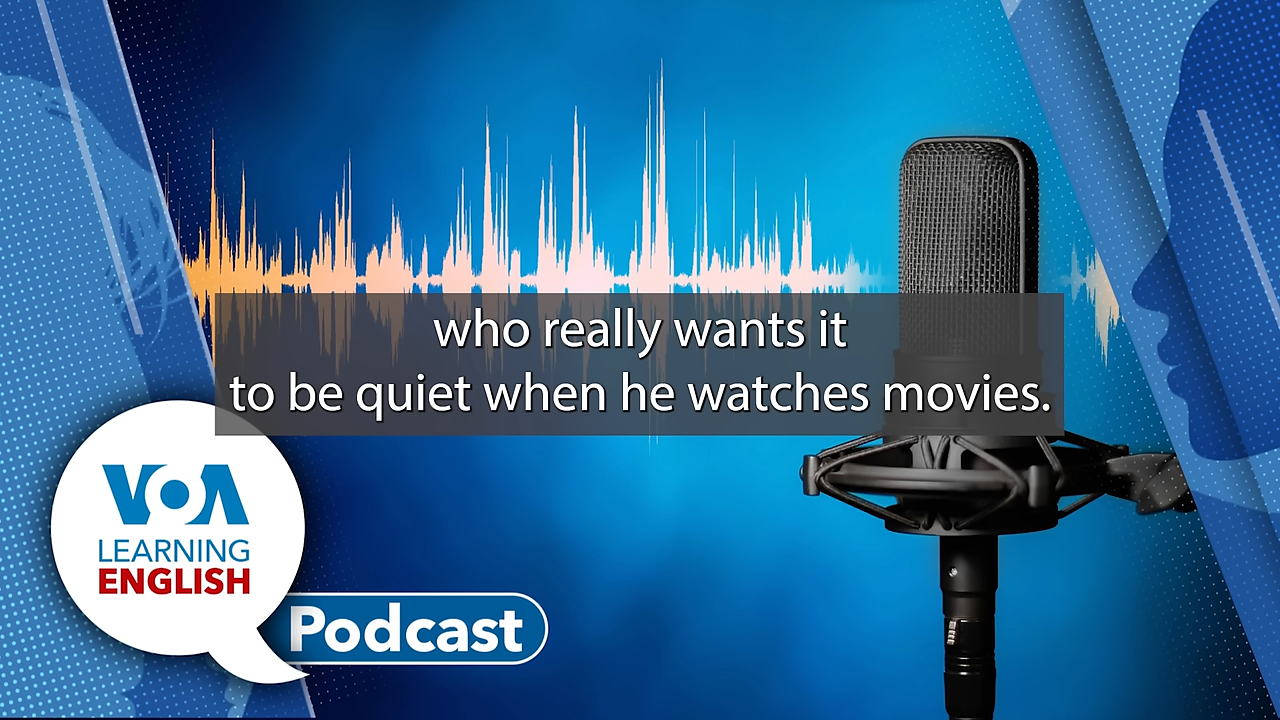 who really wants it
to be quiet when he watches movies.
VOA
LEARNING
ENGLISH
Podcast